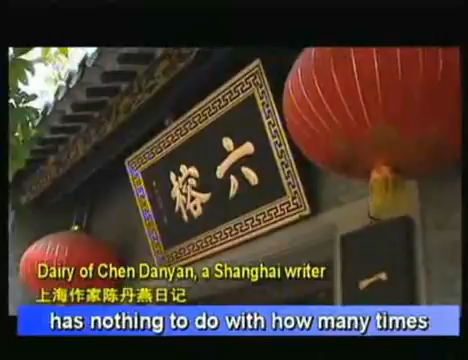 六榕
一
Dairy of Chen Danyan, a Shanghai writer
上海作家陈丹燕日记
has nothing to do with how many times